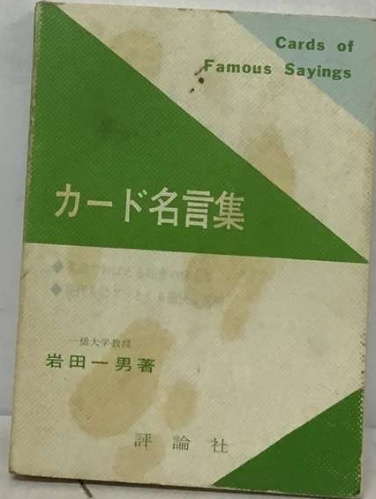 Cards of
Famous Sayings
カード名言集
一橋大学教授
岩田一男著
評論社